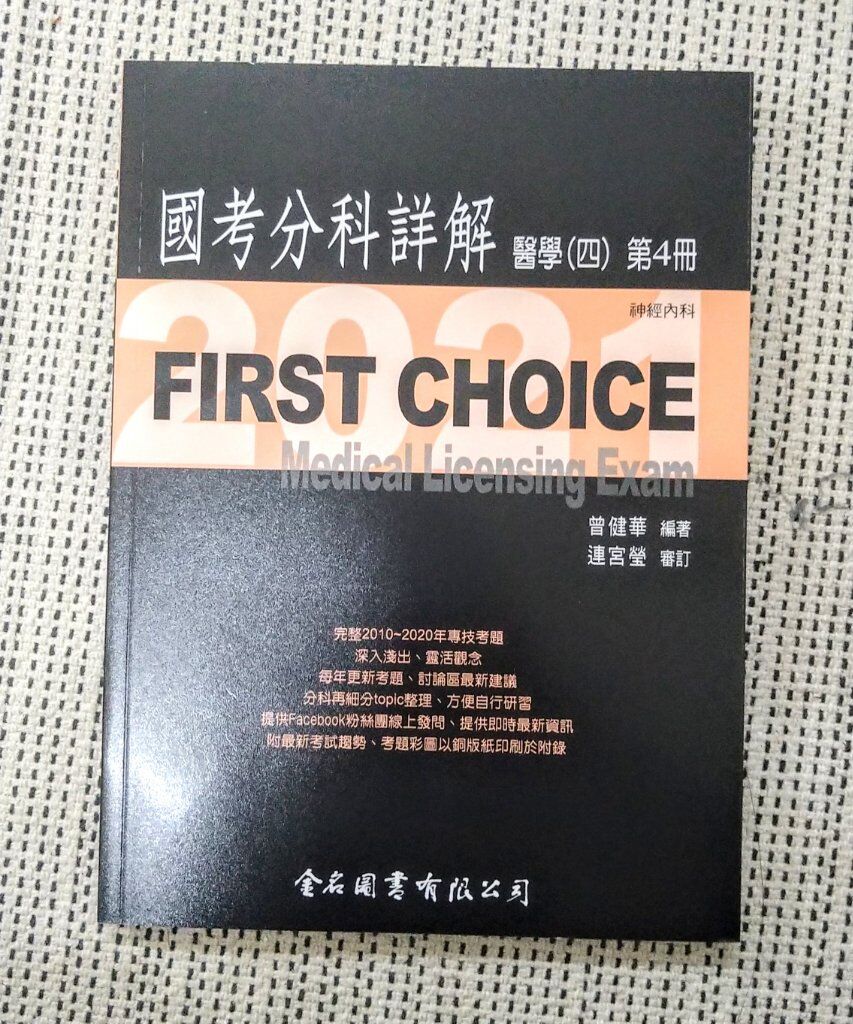 國考分科詳解 醫學(四) 第4冊
神經內科
2021
FIRST CHOICE
Medical Licensing Exam
曾健華 編著
連宮瑩 審訂
完整2010~2020年專技考題
深入淺出、靈活觀念
每年更新考題、討論區最新建議
分科再細分topic整理、方便自行研習
提供Facebook粉絲團線上發問、提供即時最新資訊
附最新考試趨勢、考題彩圖以銅版紙印刷於附錄
金名圖書有限公司